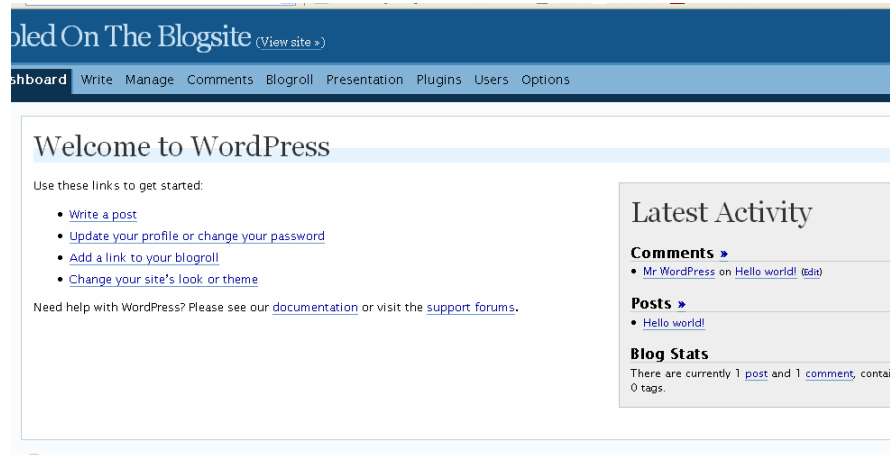 oled On The Blogsite (View site »)
shboard Write Manage Comments Blogroll Presentation Plugins Users Options
Welcome to WordPress
Use these links to get started:
Write a post
Update your profile or change your password
Add a link to your blogroll
Change your site's look or theme
Need help with WordPress? Please see our documentation or visit the support forums.
Latest Activity
Comments »
Mr WordPress on Hello world! (Edit)
Posts »
Hello world!
Blog Stats
There are currently 1 post and 1 comment, contai
0 tags.